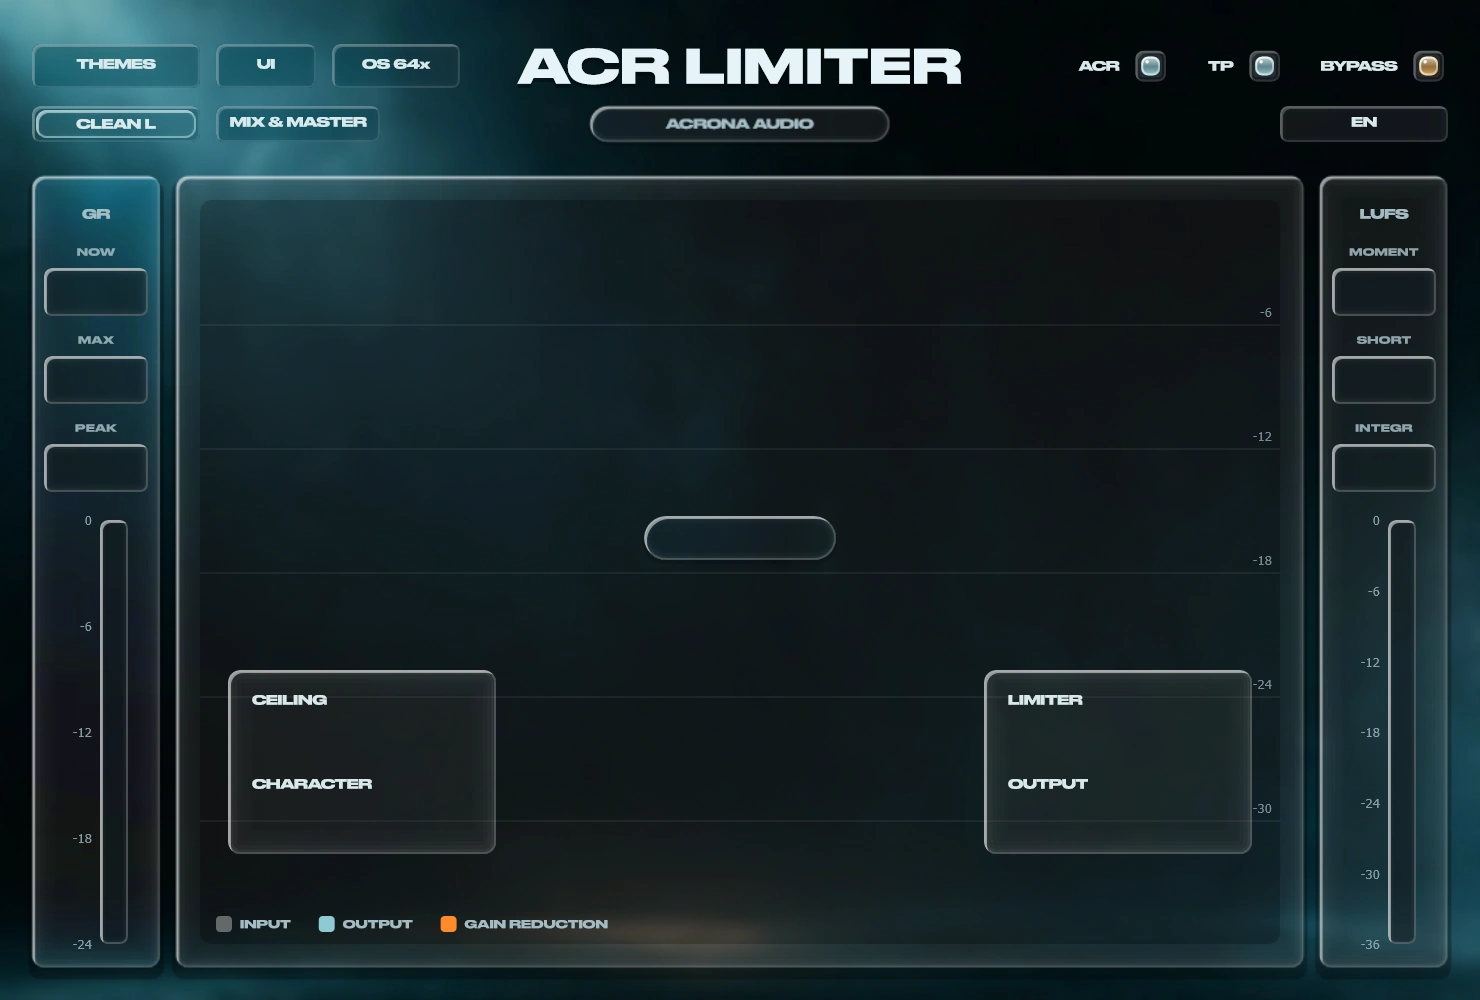 THEMES
UI
OS 64x
ACR LIMITER
ACR
TP
BYPASS
CLEAN L
MIX & MASTER
ACRONA AUDIO
EN
GR
NOW
MAX
PEAK
0
-6
-12
-18
-24
-6
-12
-18
-24
-30
CEILING
CHARACTER
LIMITER
OUTPUT
INPUT
OUTPUT
GAIN REDUCTION
LUFS
MOMENT
SHORT
INTEGR
0
-6
-12
-18
-24
-30
-36